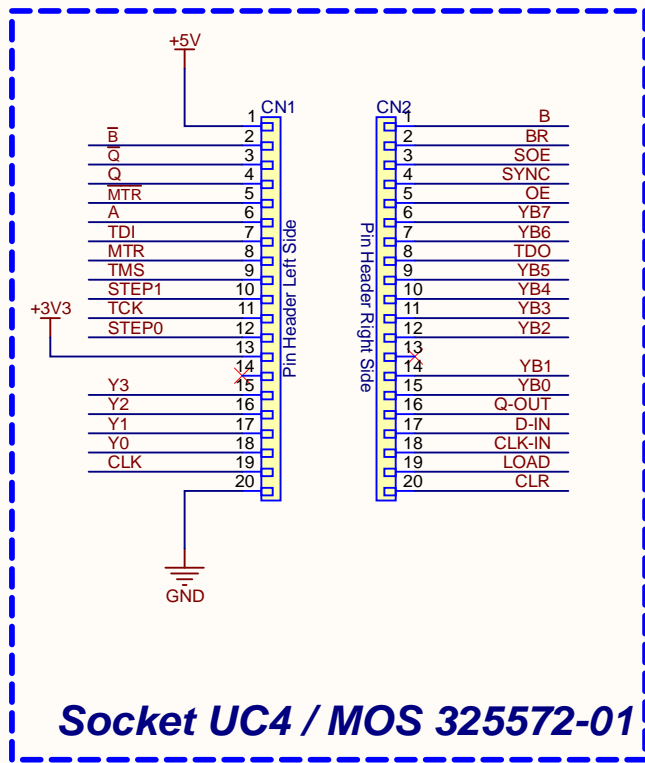 +5V
CN1 CN2
1 1 B
B̅ 2 2 BR
Q̅ 3 3 SOE
Q 4 4 SYNC
M̅T̅R̅ 5 5 OE
A 6 6 YB7
TDI 7 7 YB6
MTR 8 8 TDO
TMS 9 9 YB5
STEP1 10 10 YB4
+3V3 TCK 11 11 YB3
STEP0 12 12 YB2
13 13
14 14 YB1
Y3 15 15 YB0
Y2 16 16 Q-OUT
Y1 17 17 D-IN
Y0 18 18 CLK-IN
CLK 19 19 LOAD
20 20 CLR
Pin Header Left Side
Pin Header Right Side
GND
Socket UC4 / MOS 325572-01